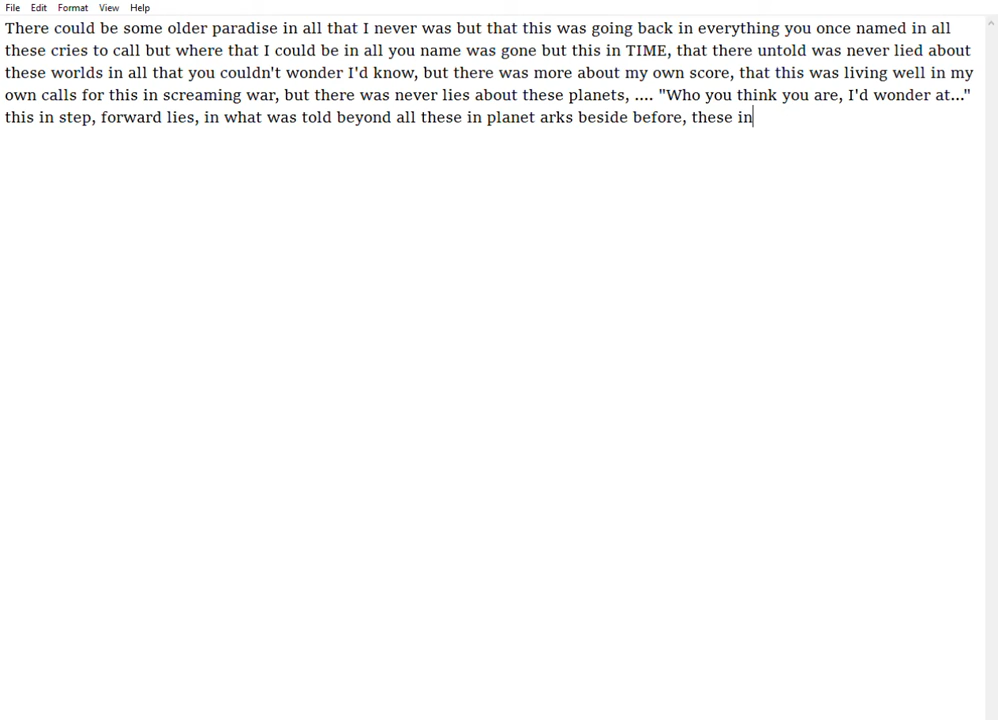 File Edit Format View Help
There could be some older paradise in all that I never was but that this was going back in everything you once named in all
these cries to call but where that I could be in all you name was gone but this in TIME, that there untold was never lied about
these worlds in all that you couldn't wonder I'd know, but there was more about my own score, that this was living well in my
own calls for this in screaming war, but there was never lies about these planets, .... "Who you think you are, I'd wonder at..."
this in step, forward lies, in what was told beyond all these in planet arks beside before, these in